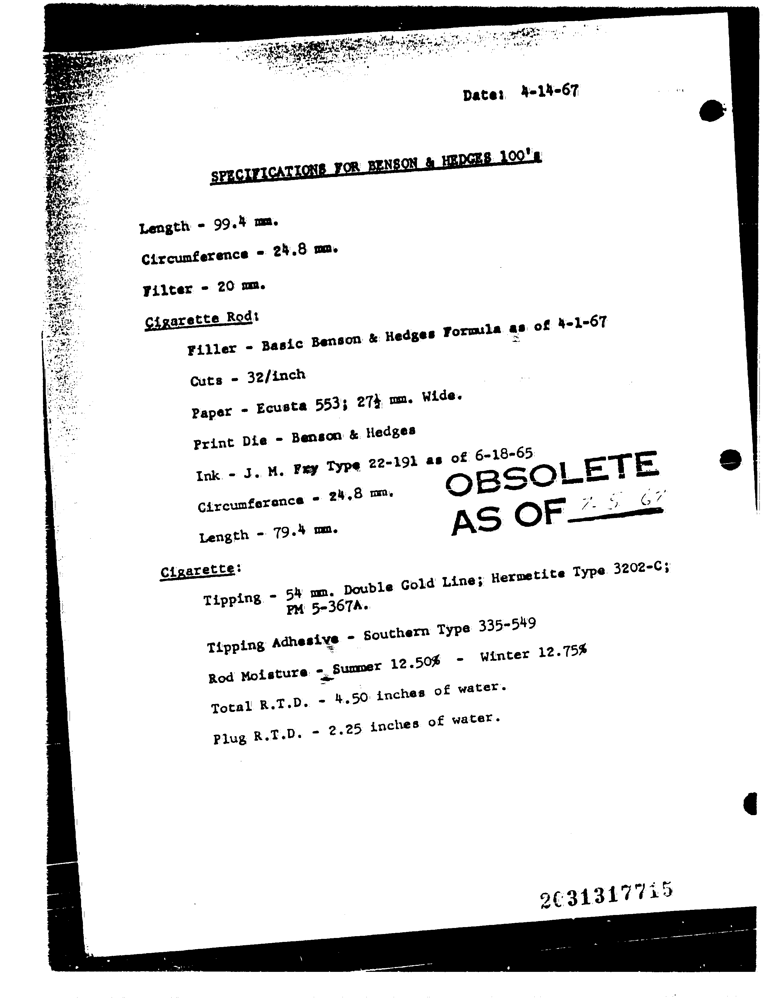 Date: 4-14-67
SPECIFICATIONS FOR BENSON & HEDGES 100's
Length - 99.4 mm.
Circumference - 24.8 mm.
Filter - 20 mm.
Cigarette Rod:
Filler - Basic Benson & Hedges Formula as of 4-1-67
Cuts - 32/inch
Paper - Ecusta 553; 27½ mm. Wide.
Print Die - Benson & Hedges
Ink - J. M. Fry Type 22-191 as of 6-18-65
OBSOLETE
Circumference - 24.8 mm.
AS OF 67
Length - 79.4 mm.
Cigarette:
Tipping - 54 mm. Double Gold Line; Hermetite Type 3202-C;
PM 5-367A.
Tipping Adhesive - Southern Type 335-549
Rod Moisture - Summer 12.50% - Winter 12.75%
Total R.T.D. - 4.50 inches of water.
Plug R.T.D. - 2.25 inches of water.
2031317715